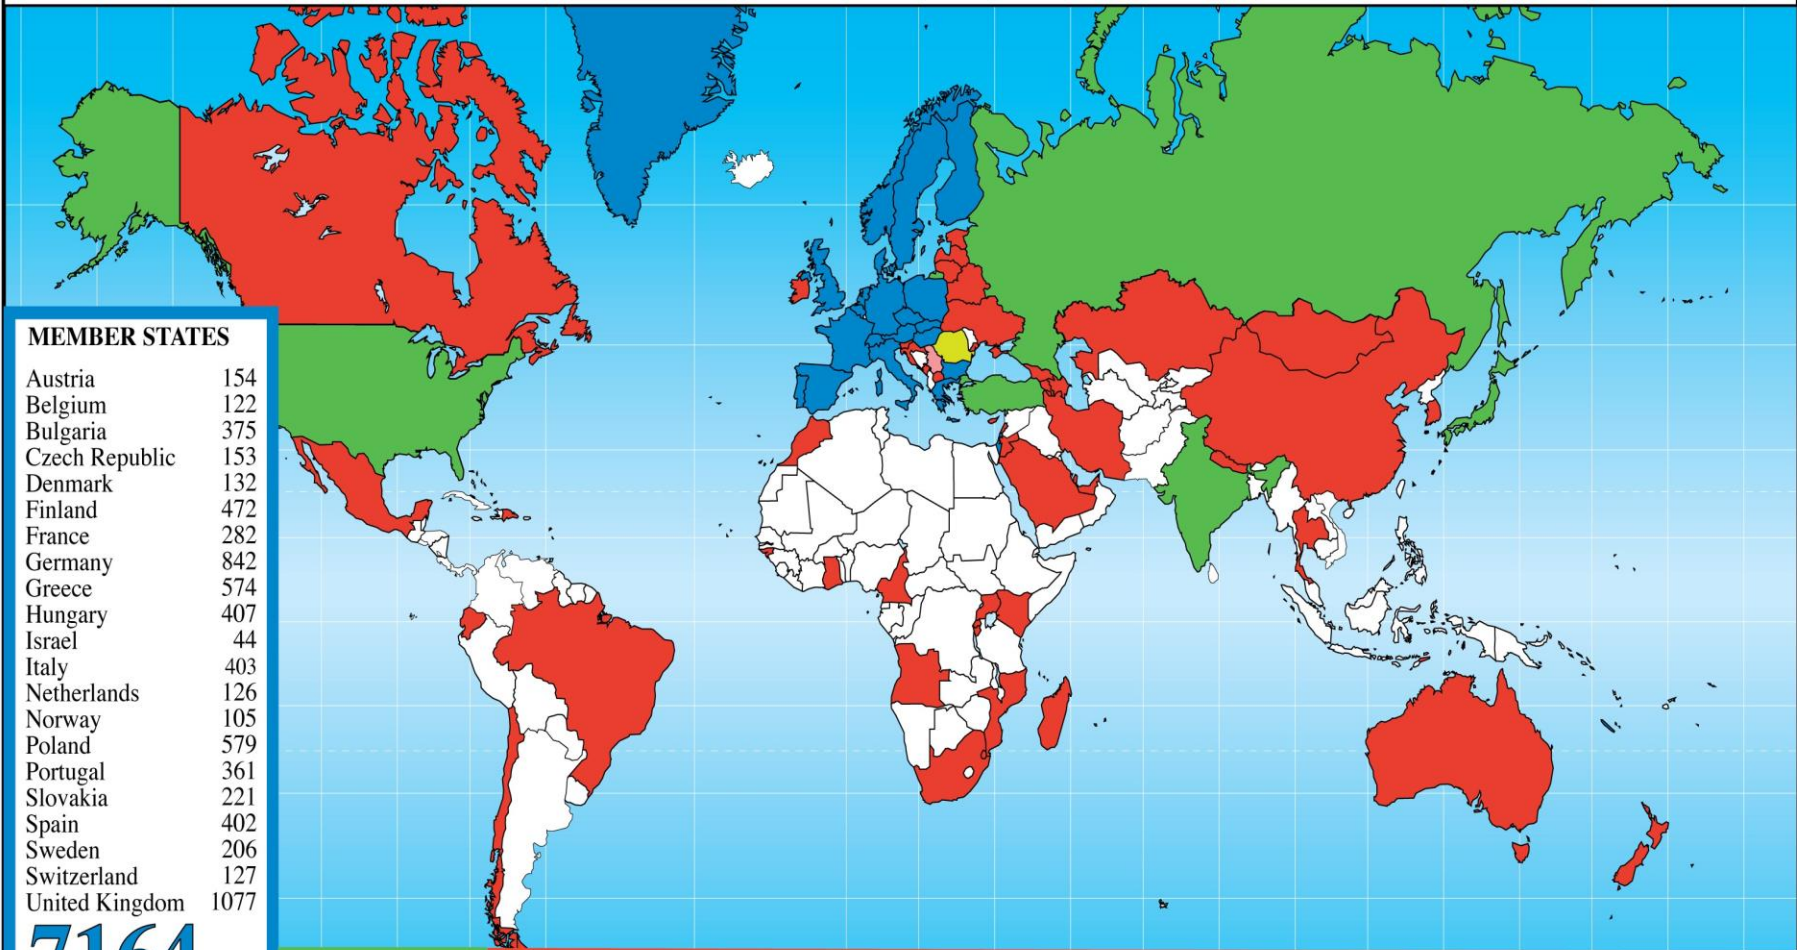 MEMBER STATES
Austria 154
Belgium 122
Bulgaria 375
Czech Republic 153
Denmark 132
Finland 472
France 282
Germany 842
Greece 574
Hungary 407
Israel 44
Italy 403
Netherlands 126
Norway 105
Poland 579
Portugal 361
Slovakia 221
Spain 402
Sweden 206
Switzerland 127
United Kingdom 1077
7164